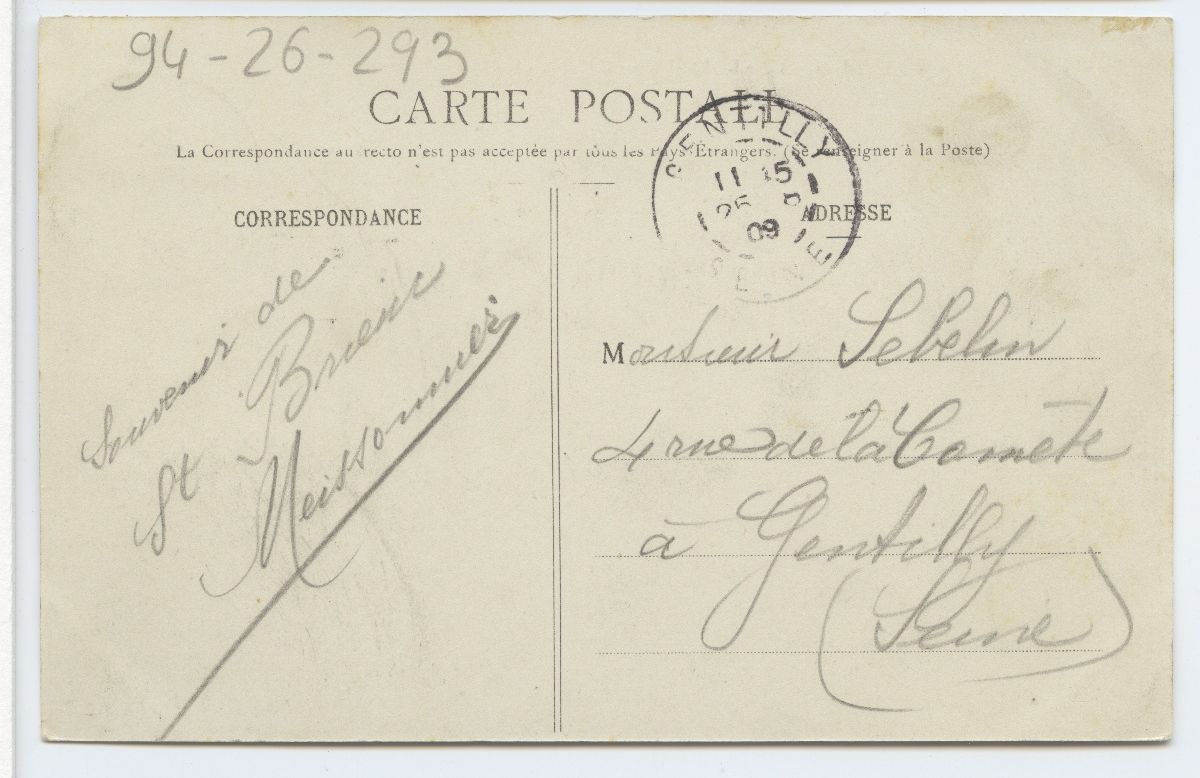 94-26-293
CARTE POSTALE
La Correspondance au recto n'est pas acceptée par tous les Pays Étrangers. (Se renseigner à la Poste)
CORRESPONDANCE
Souvenir de
St Brieuc
Meissonnier
GENTILLY
11 15
25
09
SEINE
ADRESSE
Monsieur Sebelin
4 rue de la Comète
à Gentilly
(Seine)